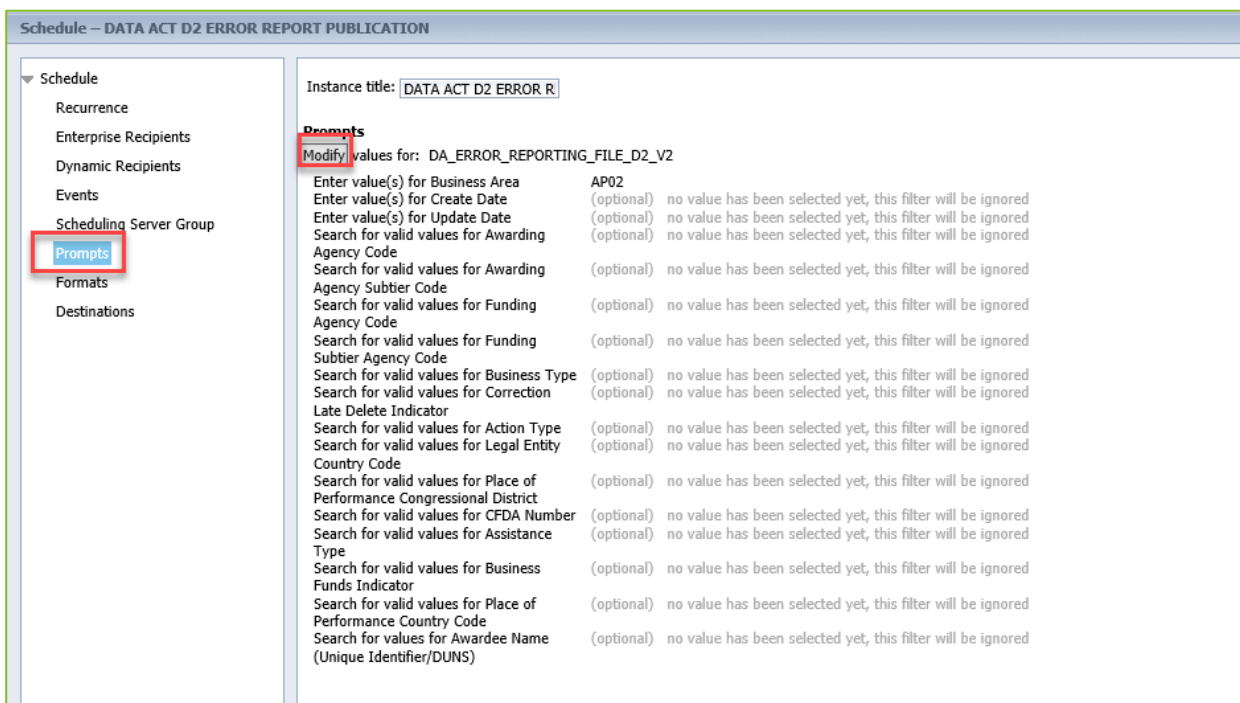 Schedule – DATA ACT D2 ERROR REPORT PUBLICATION
Schedule
Recurrence
Enterprise Recipients
Dynamic Recipients
Events
Scheduling Server Group
Prompts
Formats
Destinations
Instance title: DATA ACT D2 ERROR R
Prompts
Modify values for: DA_ERROR_REPORTING_FILE_D2_V2
Enter value(s) for Business Area AP02
Enter value(s) for Create Date (optional) no value has been selected yet, this filter will be ignored
Enter value(s) for Update Date (optional) no value has been selected yet, this filter will be ignored
Search for valid values for Awarding (optional) no value has been selected yet, this filter will be ignored
Agency Code
Search for valid values for Awarding (optional) no value has been selected yet, this filter will be ignored
Agency Subtier Code
Search for valid values for Funding (optional) no value has been selected yet, this filter will be ignored
Agency Code
Search for valid values for Funding (optional) no value has been selected yet, this filter will be ignored
Subtier Agency Code
Search for valid values for Business Type (optional) no value has been selected yet, this filter will be ignored
Search for valid values for Correction (optional) no value has been selected yet, this filter will be ignored
Late Delete Indicator
Search for valid values for Action Type (optional) no value has been selected yet, this filter will be ignored
Search for valid values for Legal Entity (optional) no value has been selected yet, this filter will be ignored
Country Code
Search for valid values for Place of (optional) no value has been selected yet, this filter will be ignored
Performance Congressional District
Search for valid values for CFDA Number (optional) no value has been selected yet, this filter will be ignored
Search for valid values for Assistance (optional) no value has been selected yet, this filter will be ignored
Type
Search for valid values for Business (optional) no value has been selected yet, this filter will be ignored
Funds Indicator
Search for valid values for Place of (optional) no value has been selected yet, this filter will be ignored
Performance Country Code
Search for values for Awardee Name (optional) no value has been selected yet, this filter will be ignored
(Unique Identifier/DUNS)